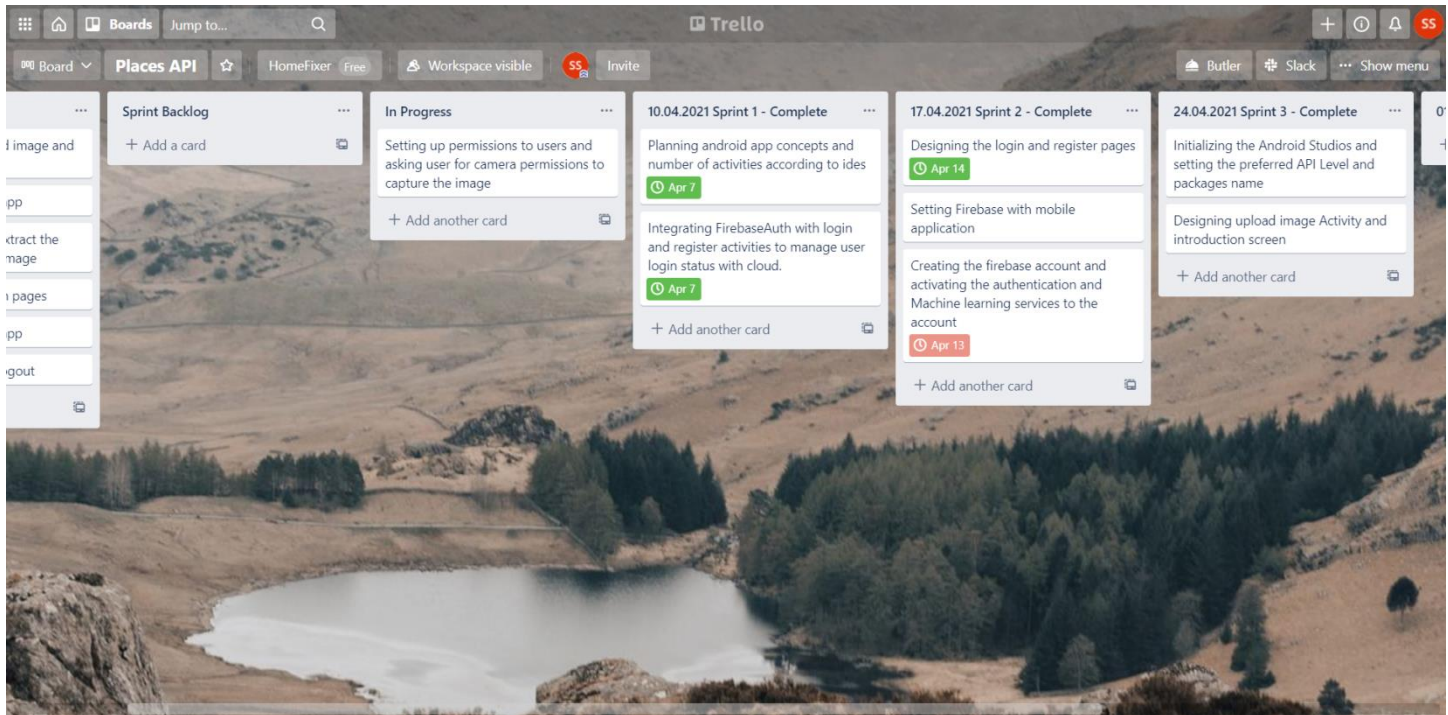 Boards Jump to...
Trello
SS
Board
Places API
HomeFixer Free
Workspace visible
SS
Invite
Butler
Slack
Show menu
image and
app
xtract the
mage
pages
app
ogout
Sprint Backlog
+ Add a card
In Progress
Setting up permissions to users and
asking user for camera permissions to
capture the image
+ Add another card
10.04.2021 Sprint 1 - Complete
Planning android app concepts and
number of activities according to ides
Apr 7
Integrating FirebaseAuth with login
and register activities to manage user
login status with cloud.
Apr 7
+ Add another card
17.04.2021 Sprint 2 - Complete
Designing the login and register pages
Apr 14
Setting Firebase with mobile
application
Creating the firebase account and
activating the authentication and
Machine learning services to the
account
Apr 13
+ Add another card
24.04.2021 Sprint 3 - Complete
Initializing the Android Studios and
setting the preferred API Level and
packages name
Designing upload image Activity and
introduction screen
+ Add another card